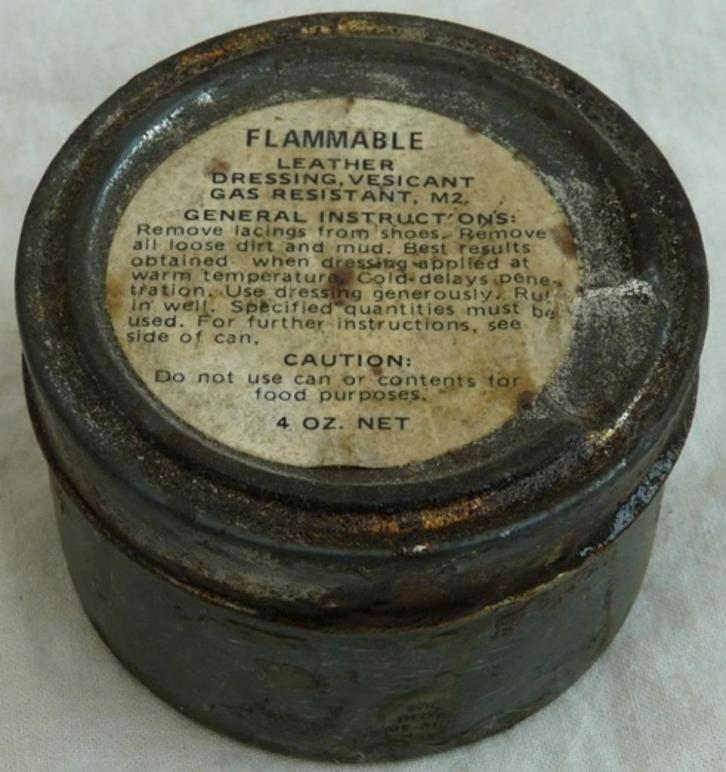 FLAMMABLE
LEATHER
DRESSING, VESICANT
GAS RESISTANT, M2.
GENERAL INSTRUCT'ONS:
Remove lacings from shoes. Remove
all loose dirt and mud. Best results
obtained when dressing applied at
warm temperature. Cold delays pene-
tration. Use dressing generously. Ru
in well. Specified quantities must be
used. For further instructions, see
side of can.
CAUTION:
Do not use can or contents for
food purposes.
4 OZ. NET